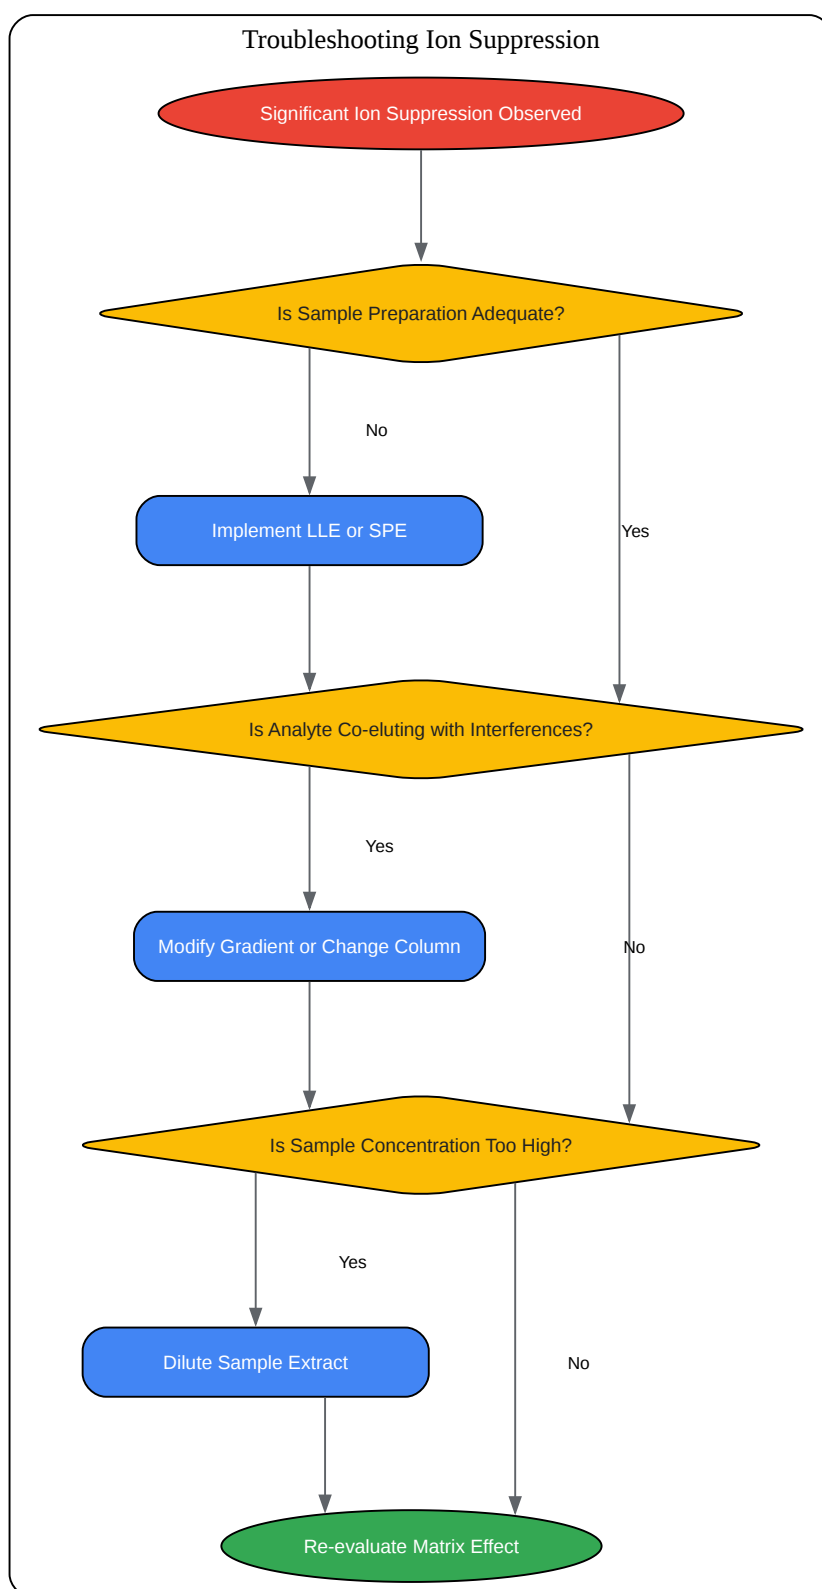 Troubleshooting Ion Suppression
Significant Ion Suppression Observed
Is Sample Preparation Adequate?
No
Implement LLE or SPE
Yes
Is Analyte Co-eluting with Interferences?
Yes
Modify Gradient or Change Column
No
Is Sample Concentration Too High?
Yes
Dilute Sample Extract
No
Re-evaluate Matrix Effect